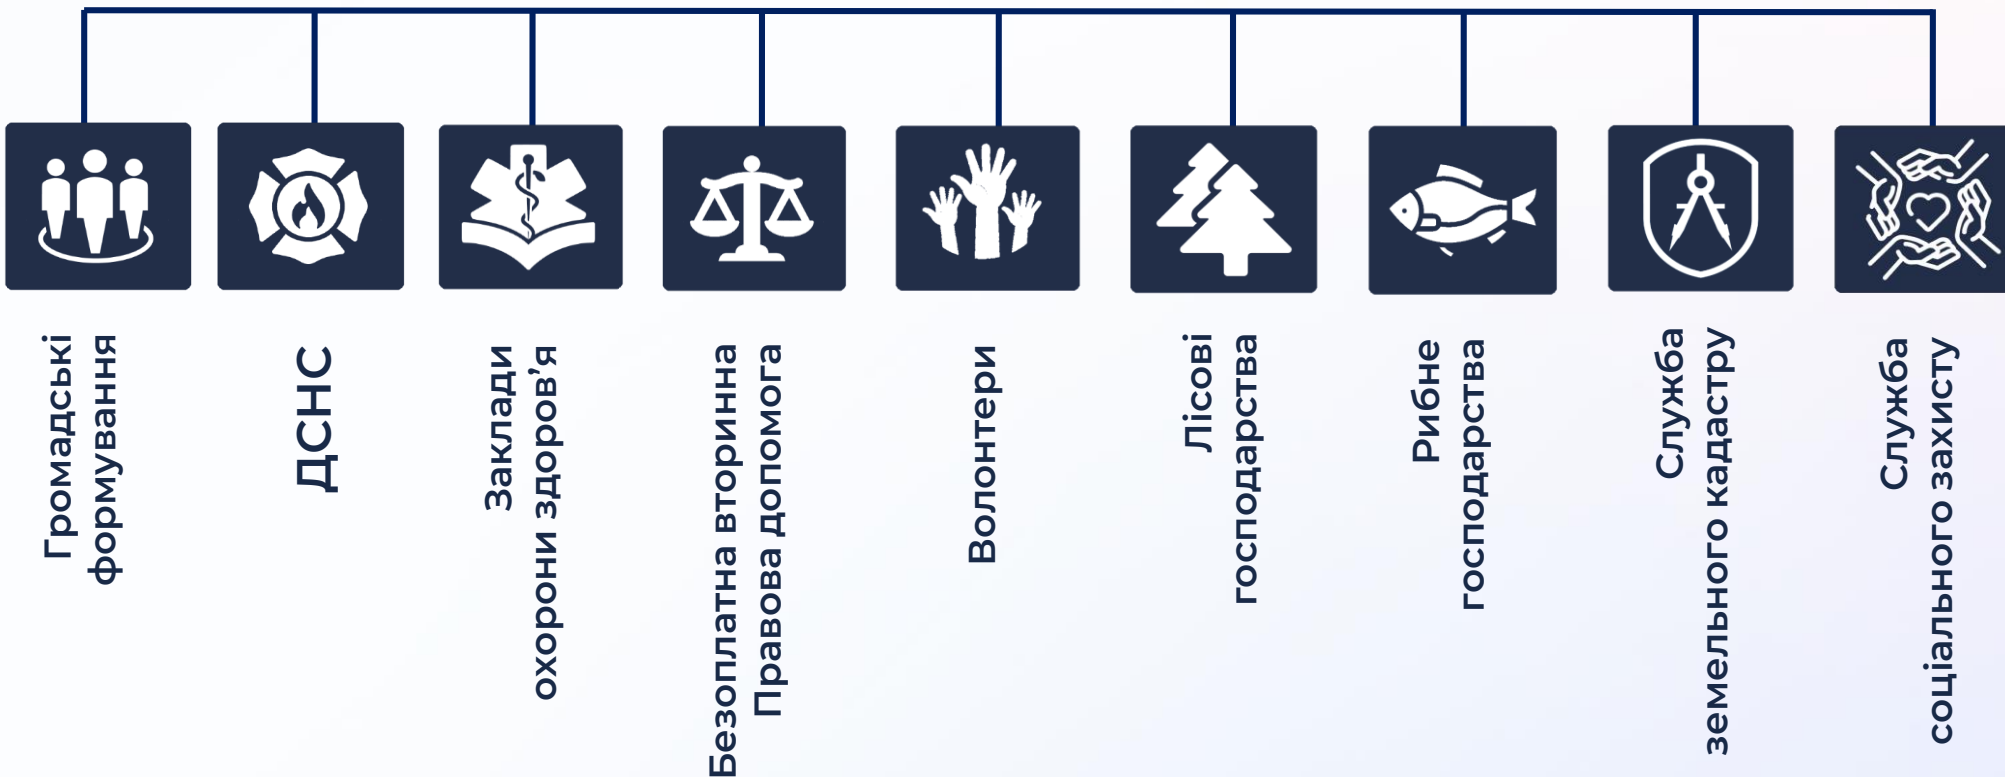 Громадські
формування
ДСНС
Заклади
охорони здоров’я
Безоплатна вторинна
Правова допомога
Волонтери
Лісові
господарства
Рибне
господарства
Служба
земельного кадастру
Служба
соціального захисту